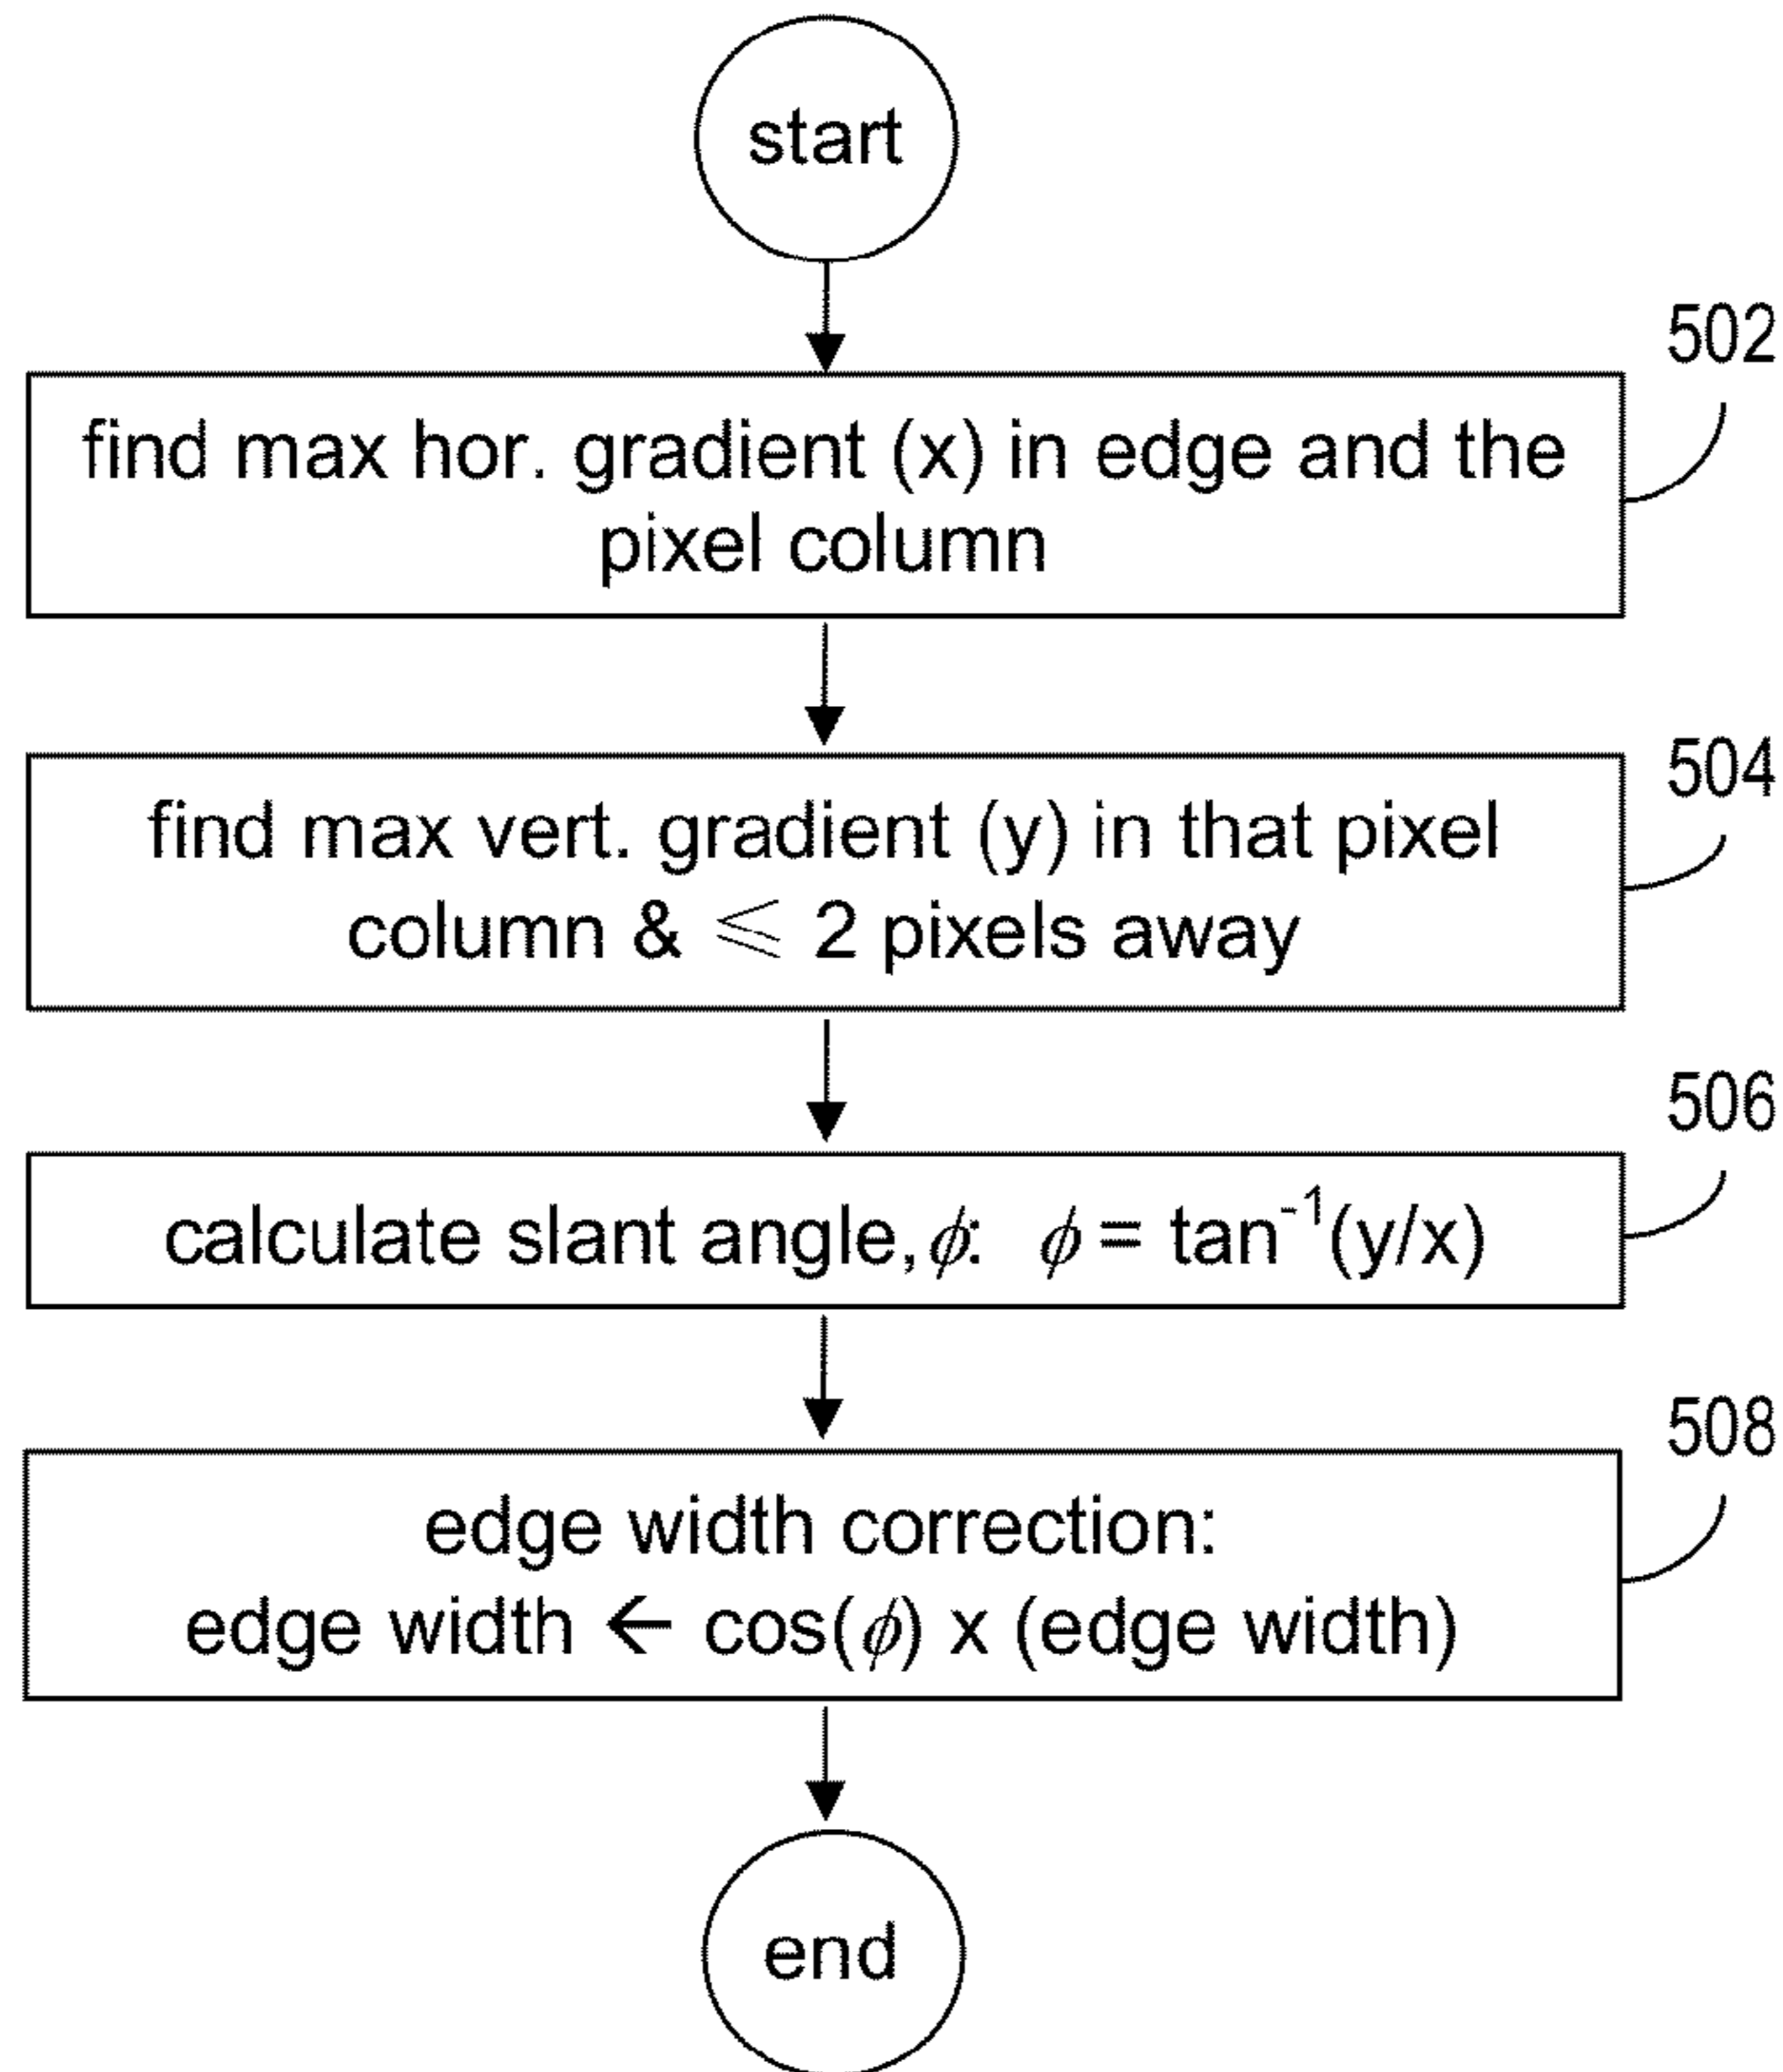 start
502
find max hor. gradient (x) in edge and the
pixel column
504
find max vert. gradient (y) in that pixel
column & ⩽ 2 pixels away
506
calculate slant angle, ϕ: ϕ = tan⁻¹(y/x)
508
edge width correction:
edge width ← cos(ϕ) x (edge width)
end